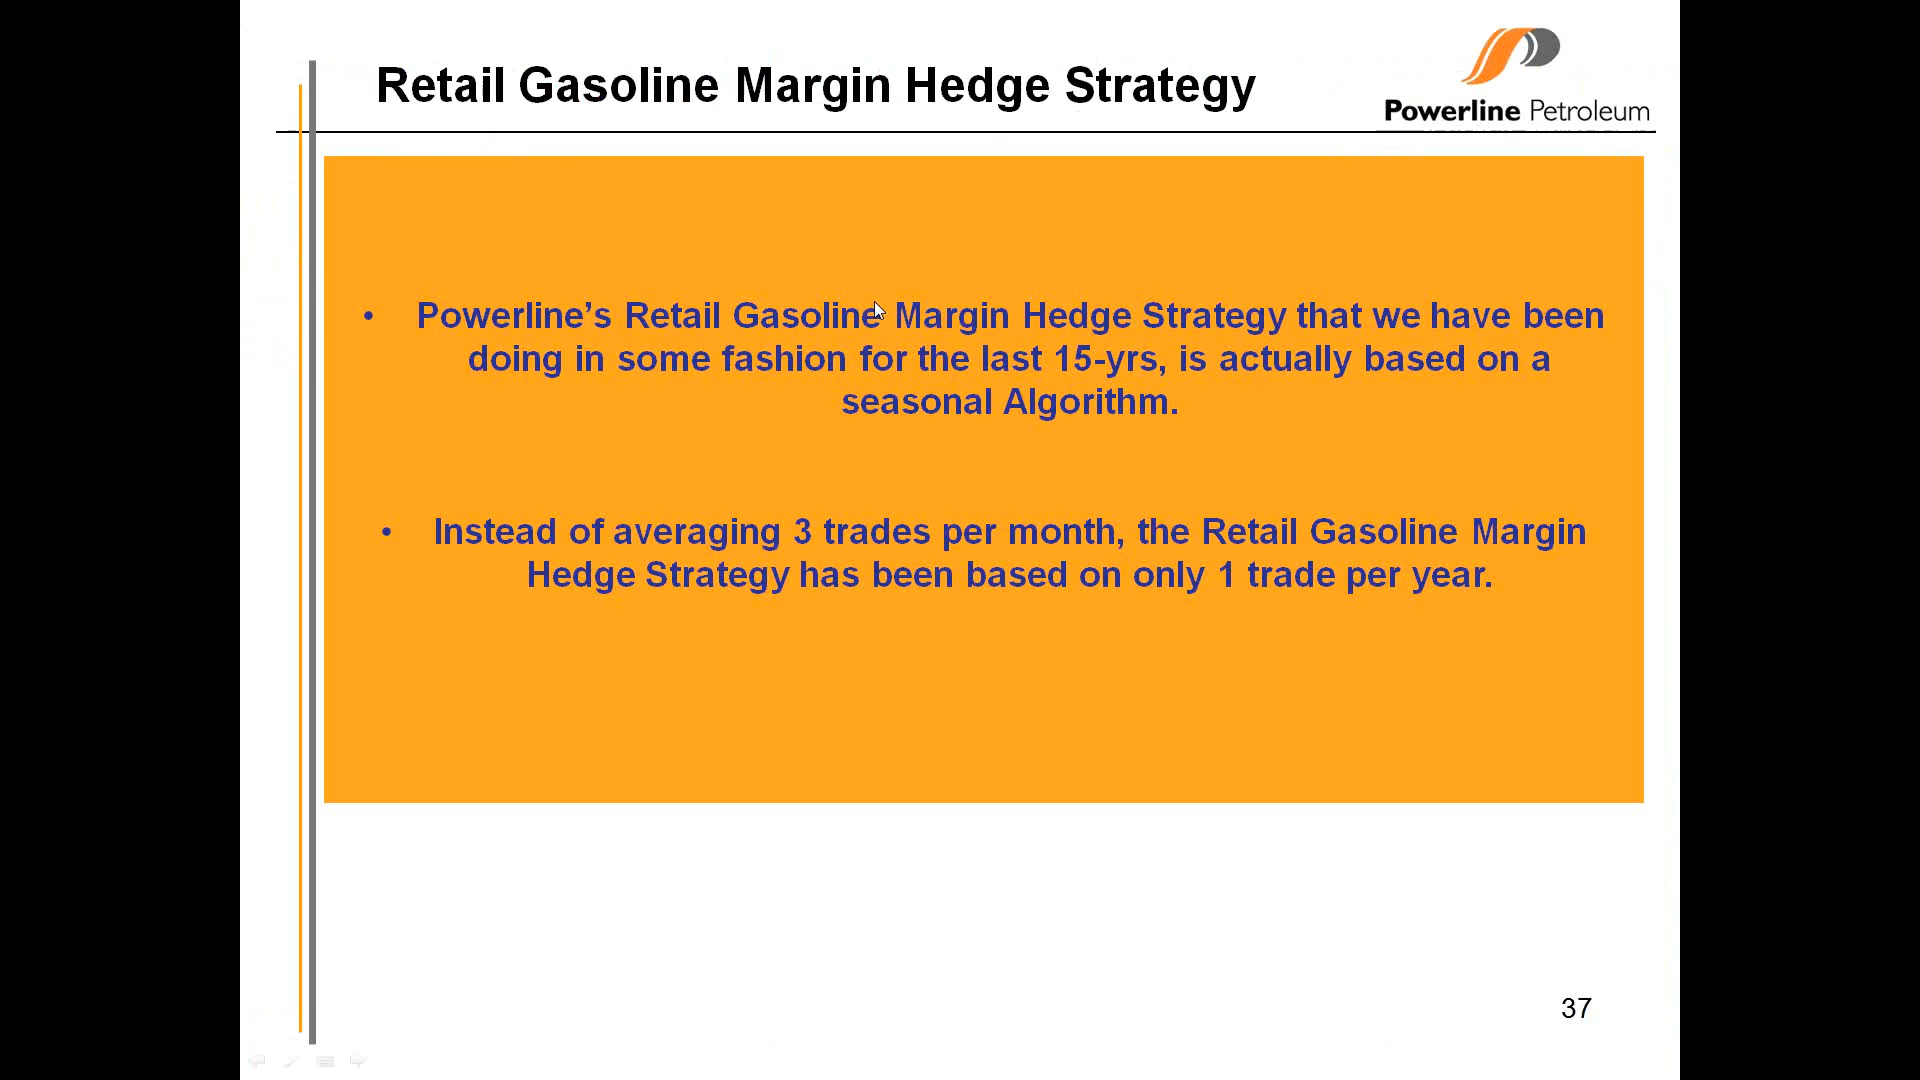 Retail Gasoline Margin Hedge Strategy
Powerline Petroleum
• Powerline’s Retail Gasoline Margin Hedge Strategy that we have been
doing in some fashion for the last 15-yrs, is actually based on a
seasonal Algorithm.
• Instead of averaging 3 trades per month, the Retail Gasoline Margin
Hedge Strategy has been based on only 1 trade per year.
37